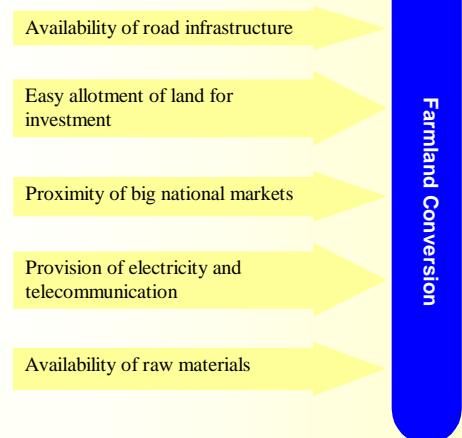 Availability of road infrastructure
Easy allotment of land for
investment
Proximity of big national markets
Provision of electricity and
telecommunication
Availability of raw materials
Farmland Conversion